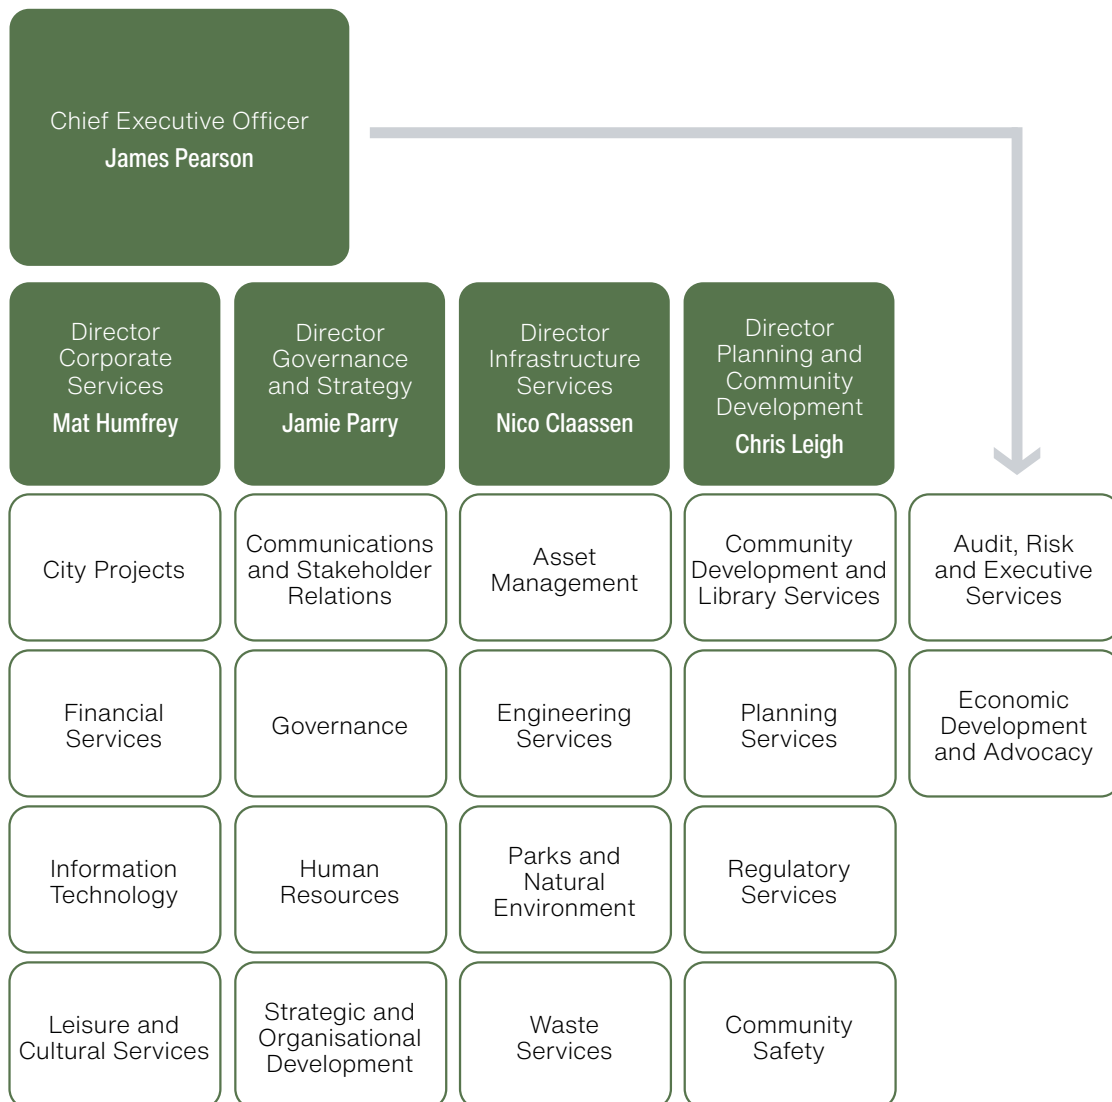 Chief Executive Officer
James Pearson
Director
Corporate
Services
Mat Humfrey
Director
Governance
and Strategy
Jamie Parry
Director
Infrastructure
Services
Nico Claassen
Director
Planning and
Community
Development
Chris Leigh
City Projects
Communications
and Stakeholder
Relations
Asset
Management
Community
Development and
Library Services
Audit, Risk
and Executive
Services
Financial
Services
Governance
Engineering
Services
Planning
Services
Economic
Development
and Advocacy
Information
Technology
Human
Resources
Parks and
Natural
Environment
Regulatory
Services
Leisure and
Cultural Services
Strategic and
Organisational
Development
Waste
Services
Community
Safety